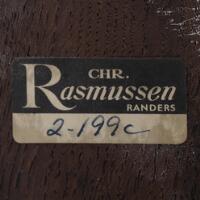 CHR.
Rasmussen
RANDERS
2-199c